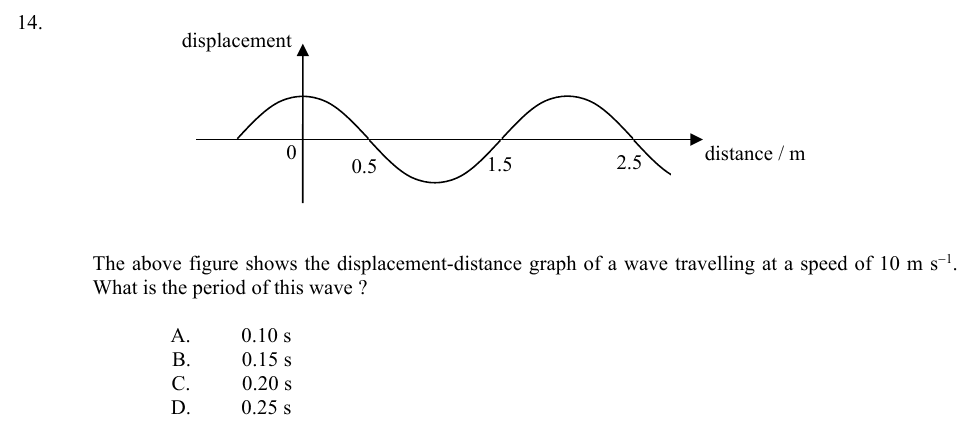 14.
displacement
0
0.5
1.5
2.5
distance / m
The above figure shows the displacement-distance graph of a wave travelling at a speed of 10 m s⁻¹.
What is the period of this wave ?
A. 0.10 s
B. 0.15 s
C. 0.20 s
D. 0.25 s